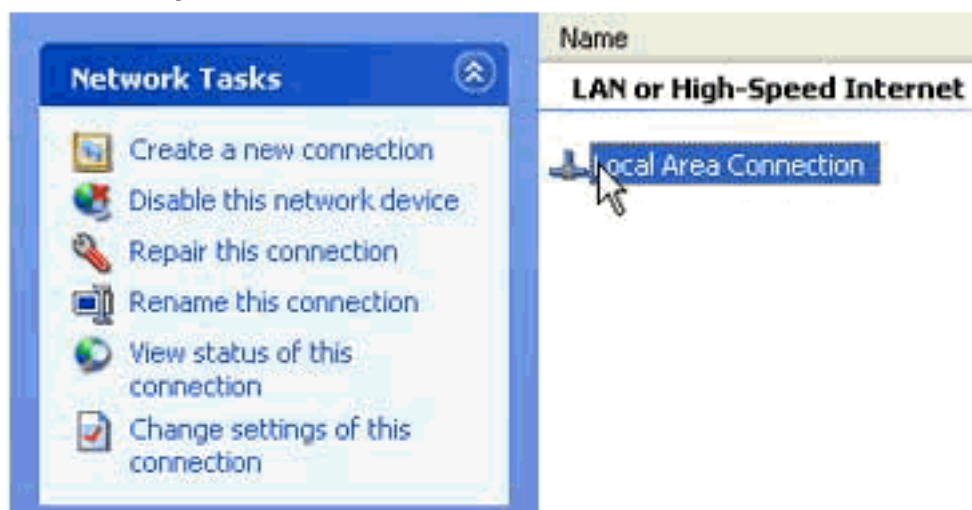 Network Tasks
Create a new connection
Disable this network device
Repair this connection
Rename this connection
View status of this
connection
Change settings of this
connection
Name
LAN or High-Speed Internet
Local Area Connection